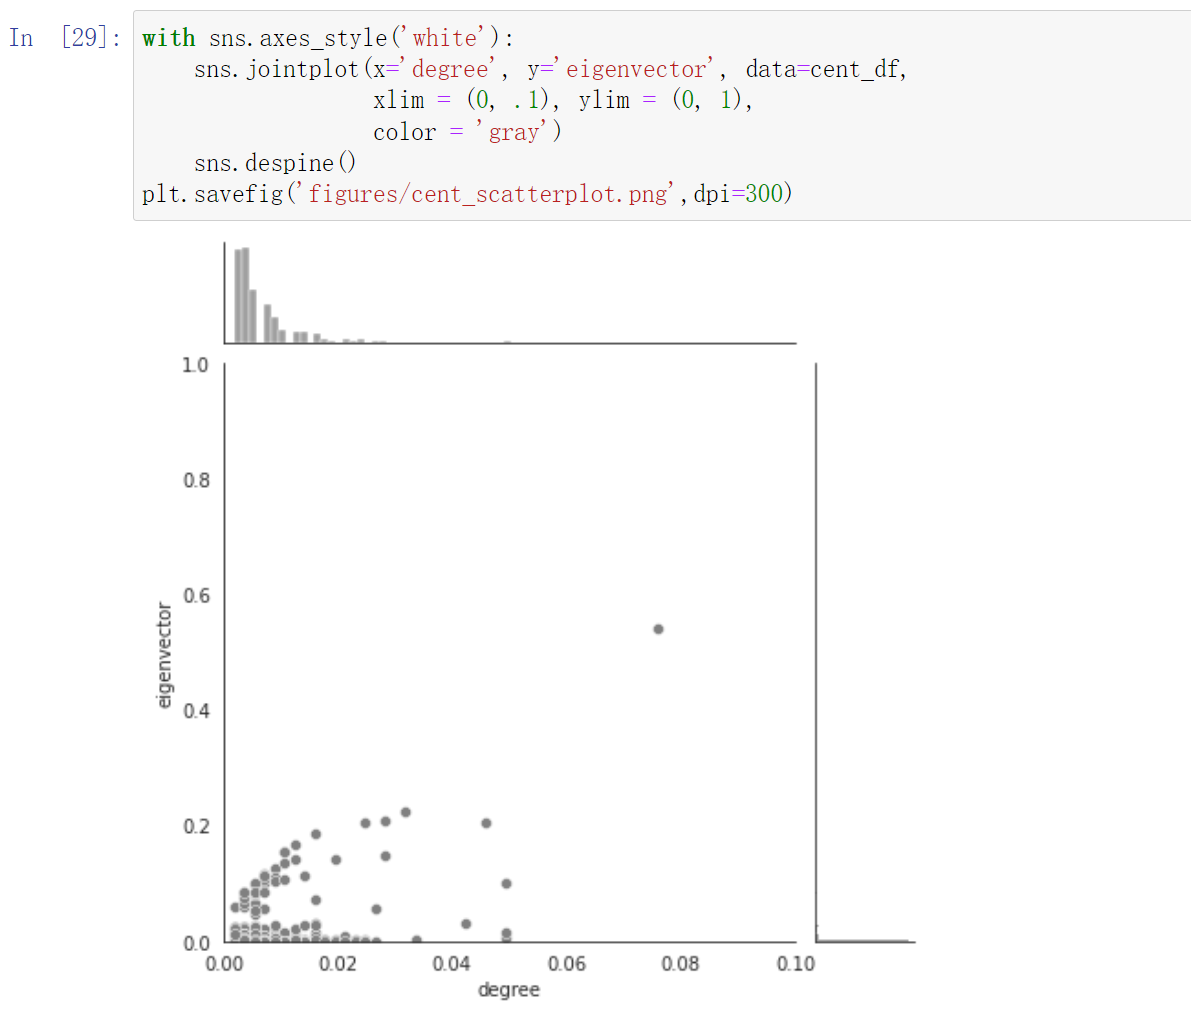 In [29]: with sns.axes_style('white'):
sns.jointplot(x='degree', y='eigenvector', data=cent_df,
xlim = (0, .1), ylim = (0, 1),
color = 'gray')
sns.despine()
plt.savefig('figures/cent_scatterplot.png',dpi=300)
1.0
0.8
0.6
0.4
0.2
0.0
eigenvector
0.00 0.02 0.04 0.06 0.08 0.10
degree